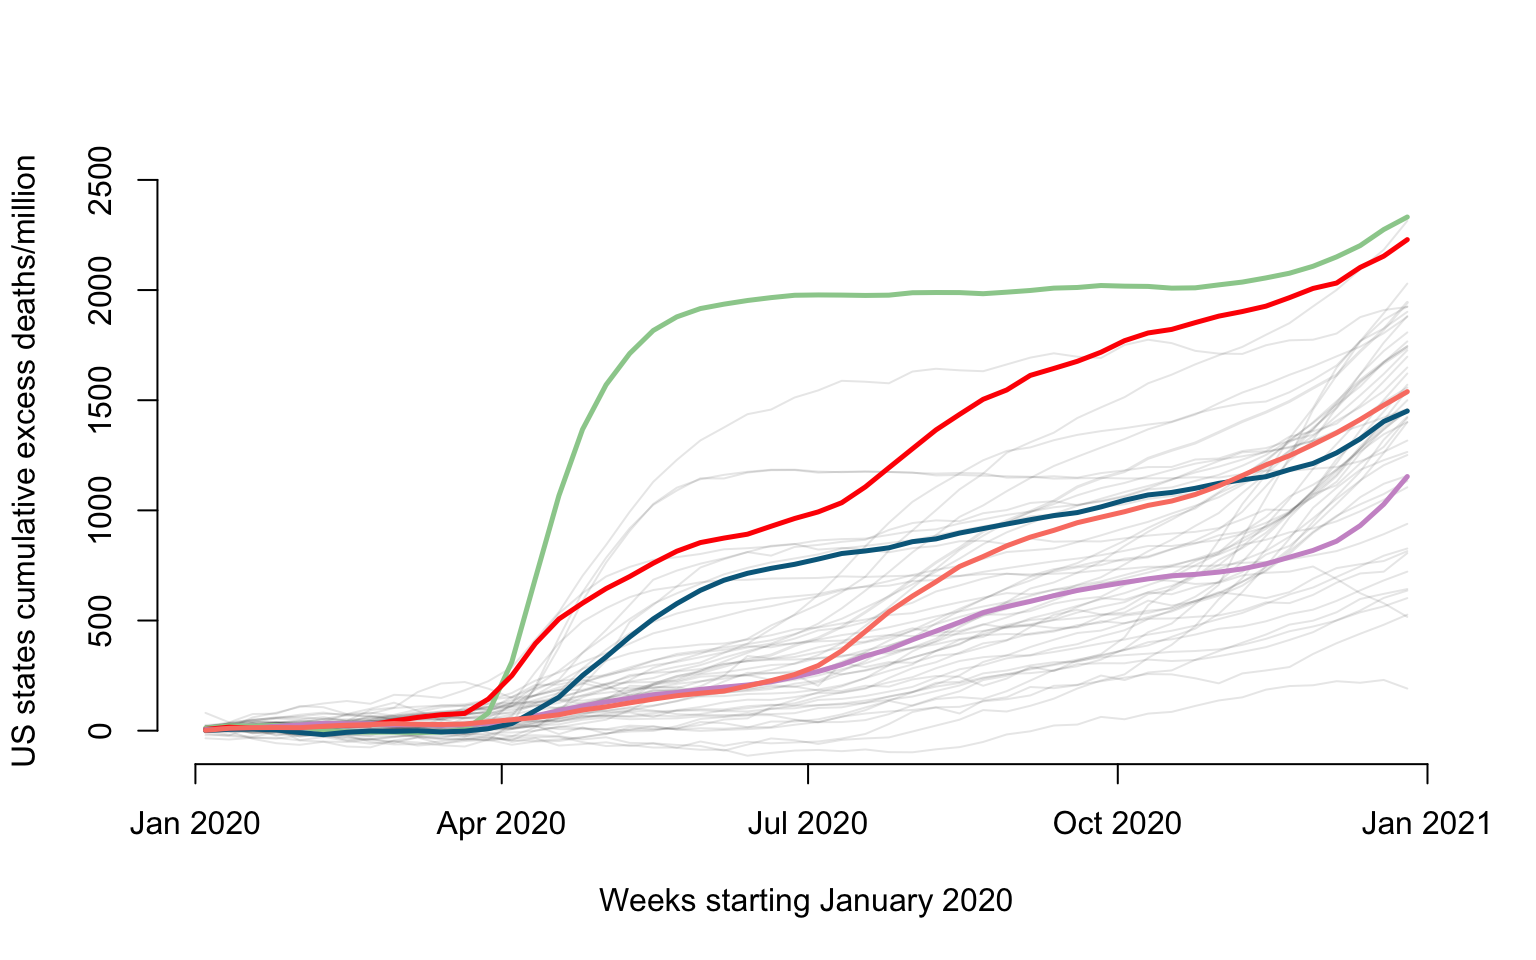 US states cumulative excess deaths/million
2500
2000
1500
1000
500
0
Jan 2020 Apr 2020 Jul 2020 Oct 2020 Jan 2021
Weeks starting January 2020